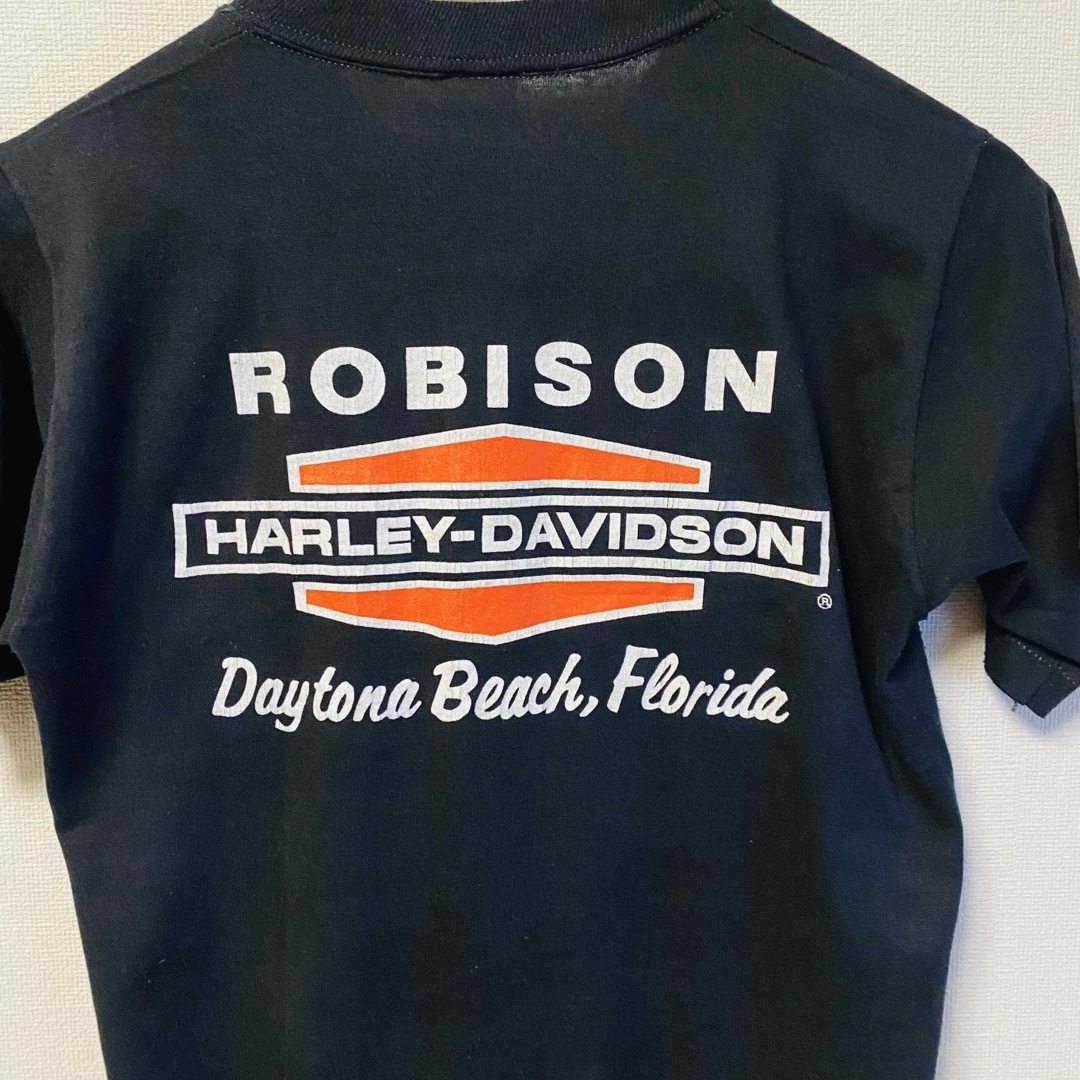 ROBISON
HARLEY-DAVIDSON
®
Daytona Beach, Florida